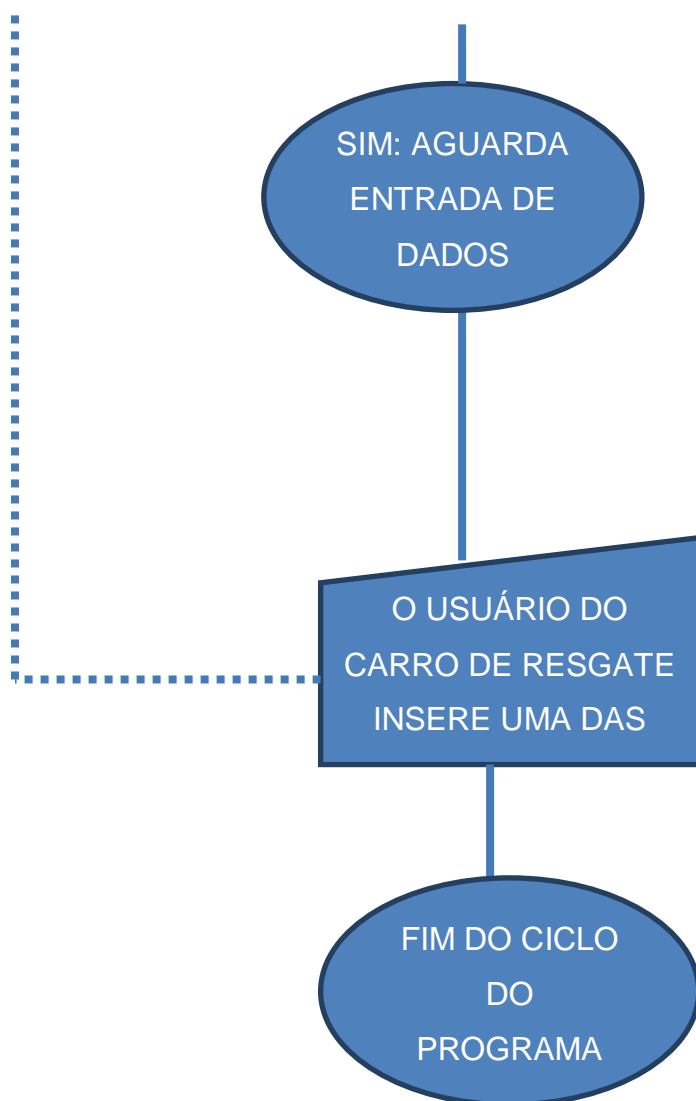 SIM: AGUARDA
ENTRADA DE
DADOS
O USUÁRIO DO
CARRO DE RESGATE
INSERE UMA DAS
FIM DO CICLO
DO
PROGRAMA